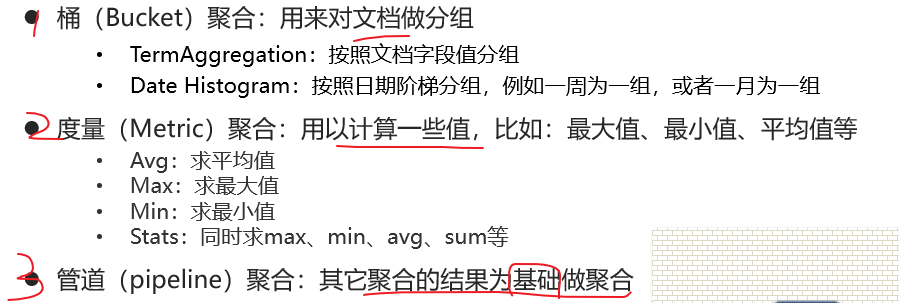 1 桶（Bucket）聚合：用来对文档做分组
• TermAggregation：按照文档字段值分组
• Date Histogram：按照日期阶梯分组，例如一周为一组，或者一月为一组
2 度量（Metric）聚合：用以计算一些值，比如：最大值、最小值、平均值等
• Avg：求平均值
• Max：求最大值
• Min：求最小值
• Stats：同时求max、min、avg、sum等
3 管道（pipeline）聚合：其它聚合的结果为基础做聚合